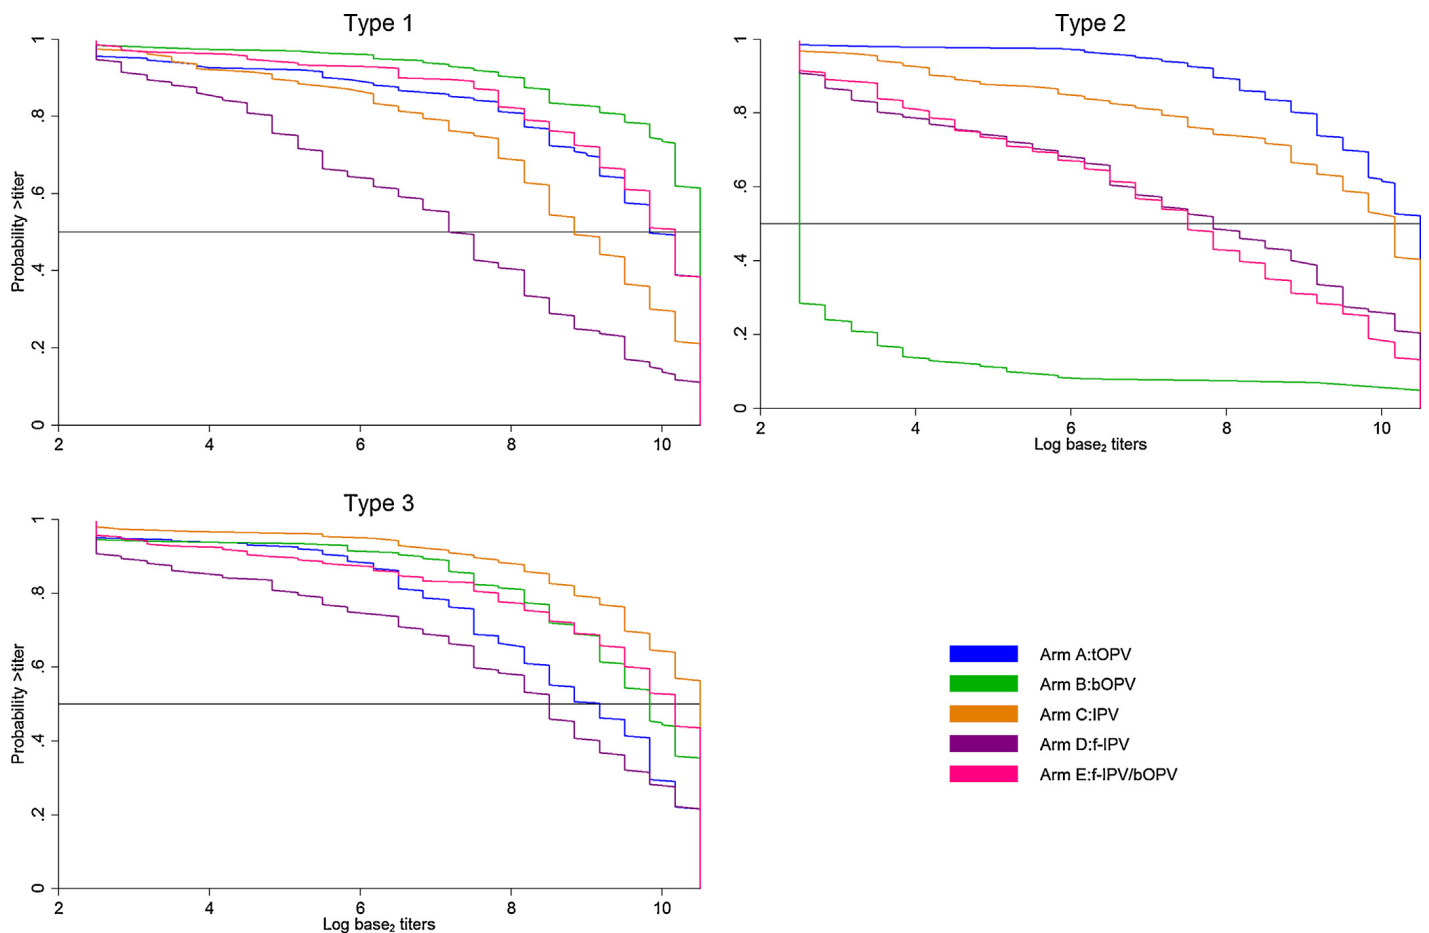 Type 1
Probability >titer
1
.8
.6
.4
.2
0
2 4 6 8 10
Type 2
1
.8
.6
.4
.2
0
2 4 6 8 10
Log base₂ titers
Type 3
Probability >titer
1
.8
.6
.4
.2
0
2 4 6 8 10
Log base₂ titers
Arm A:tOPV
Arm B:bOPV
Arm C:IPV
Arm D:f-IPV
Arm E:f-IPV/bOPV